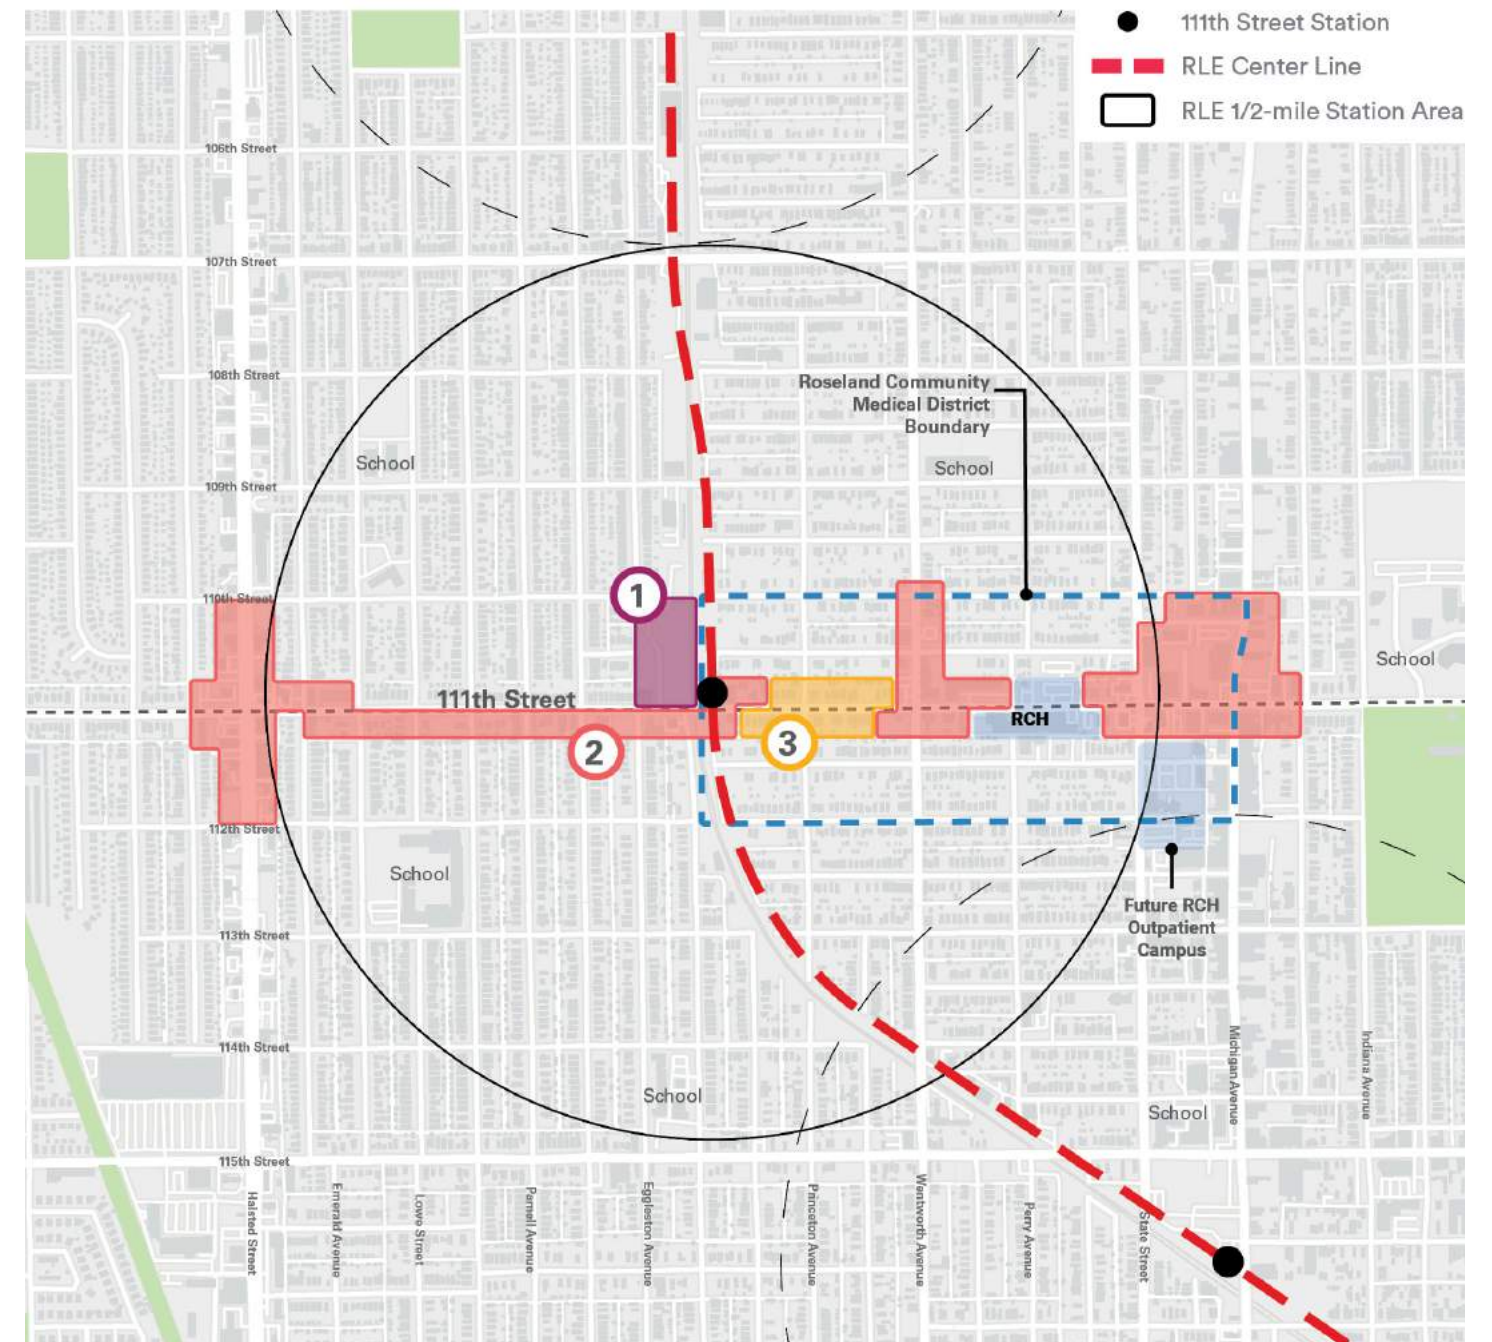 111th Street Station
RLE Center Line
RLE 1/2-mile Station Area
106th Street
107th Street
108th Street
Roseland Community
Medical District
Boundary
School
School
109th Street
110th Street
1
School
111th Street
RCH
2
3
112th Street
School
Future RCH
Outpatient
Campus
113th Street
114th Street
School
School
Michigan Avenue
Indiana Avenue
115th Street
Halsted Street
Emerald Avenue
Lowe Street
Parnell Avenue
Eggleston Avenue
Princeton Avenue
Wentworth Avenue
Perry Avenue
State Street